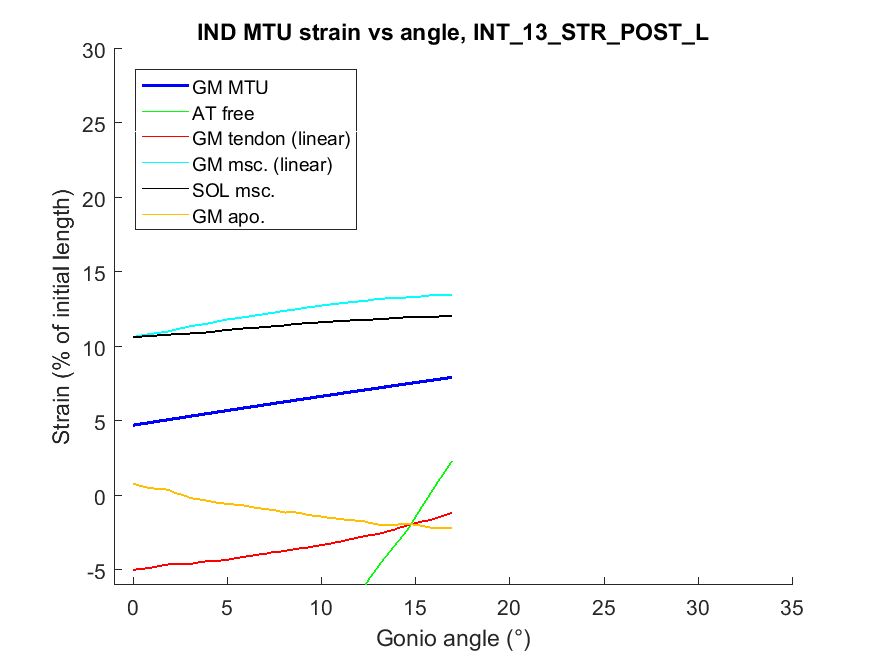 IND MTU strain vs angle, INT_13_STR_POST_L
30
25
20
15
10
5
0
-5
Strain (% of initial length)
GM MTU
AT free
GM tendon (linear)
GM msc. (linear)
SOL msc.
GM apo.
0 5 10 15 20 25 30 35
Gonio angle (°)